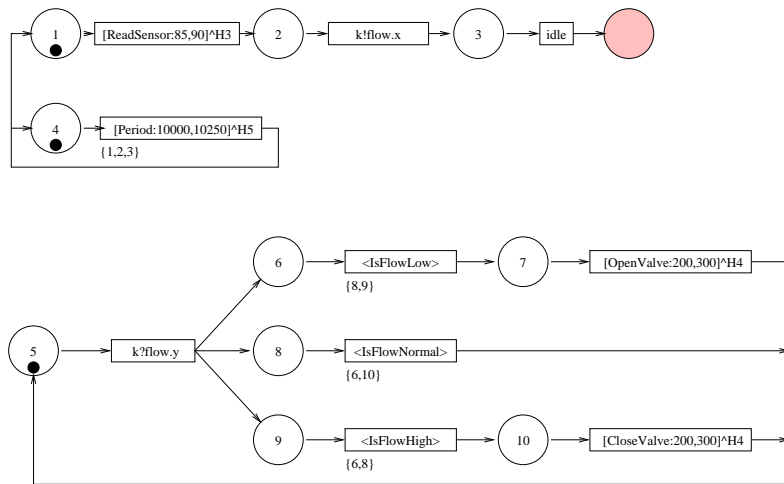 1 [ReadSensor:85,90]^H3 2 k!flow.x 3 idle
4 [Period:10000,10250]^H5
{1,2,3}
6 <IsFlowLow> 7 [OpenValve:200,300]^H4
{8,9}
5 k?flow.y 8 <IsFlowNormal>
{6,10}
9 <IsFlowHigh> 10 [CloseValve:200,300]^H4
{6,8}